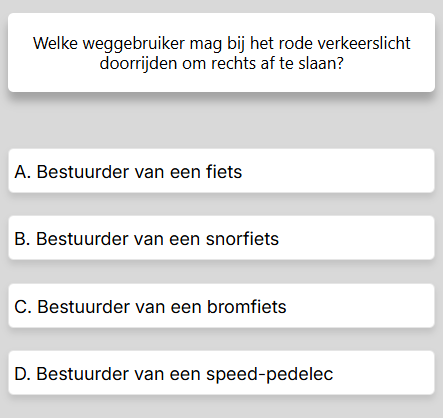 Welke weggebruiker mag bij het rode verkeerslicht
doorrijden om rechts af te slaan?
A. Bestuurder van een fiets
B. Bestuurder van een snorfiets
C. Bestuurder van een bromfiets
D. Bestuurder van een speed-pedelec